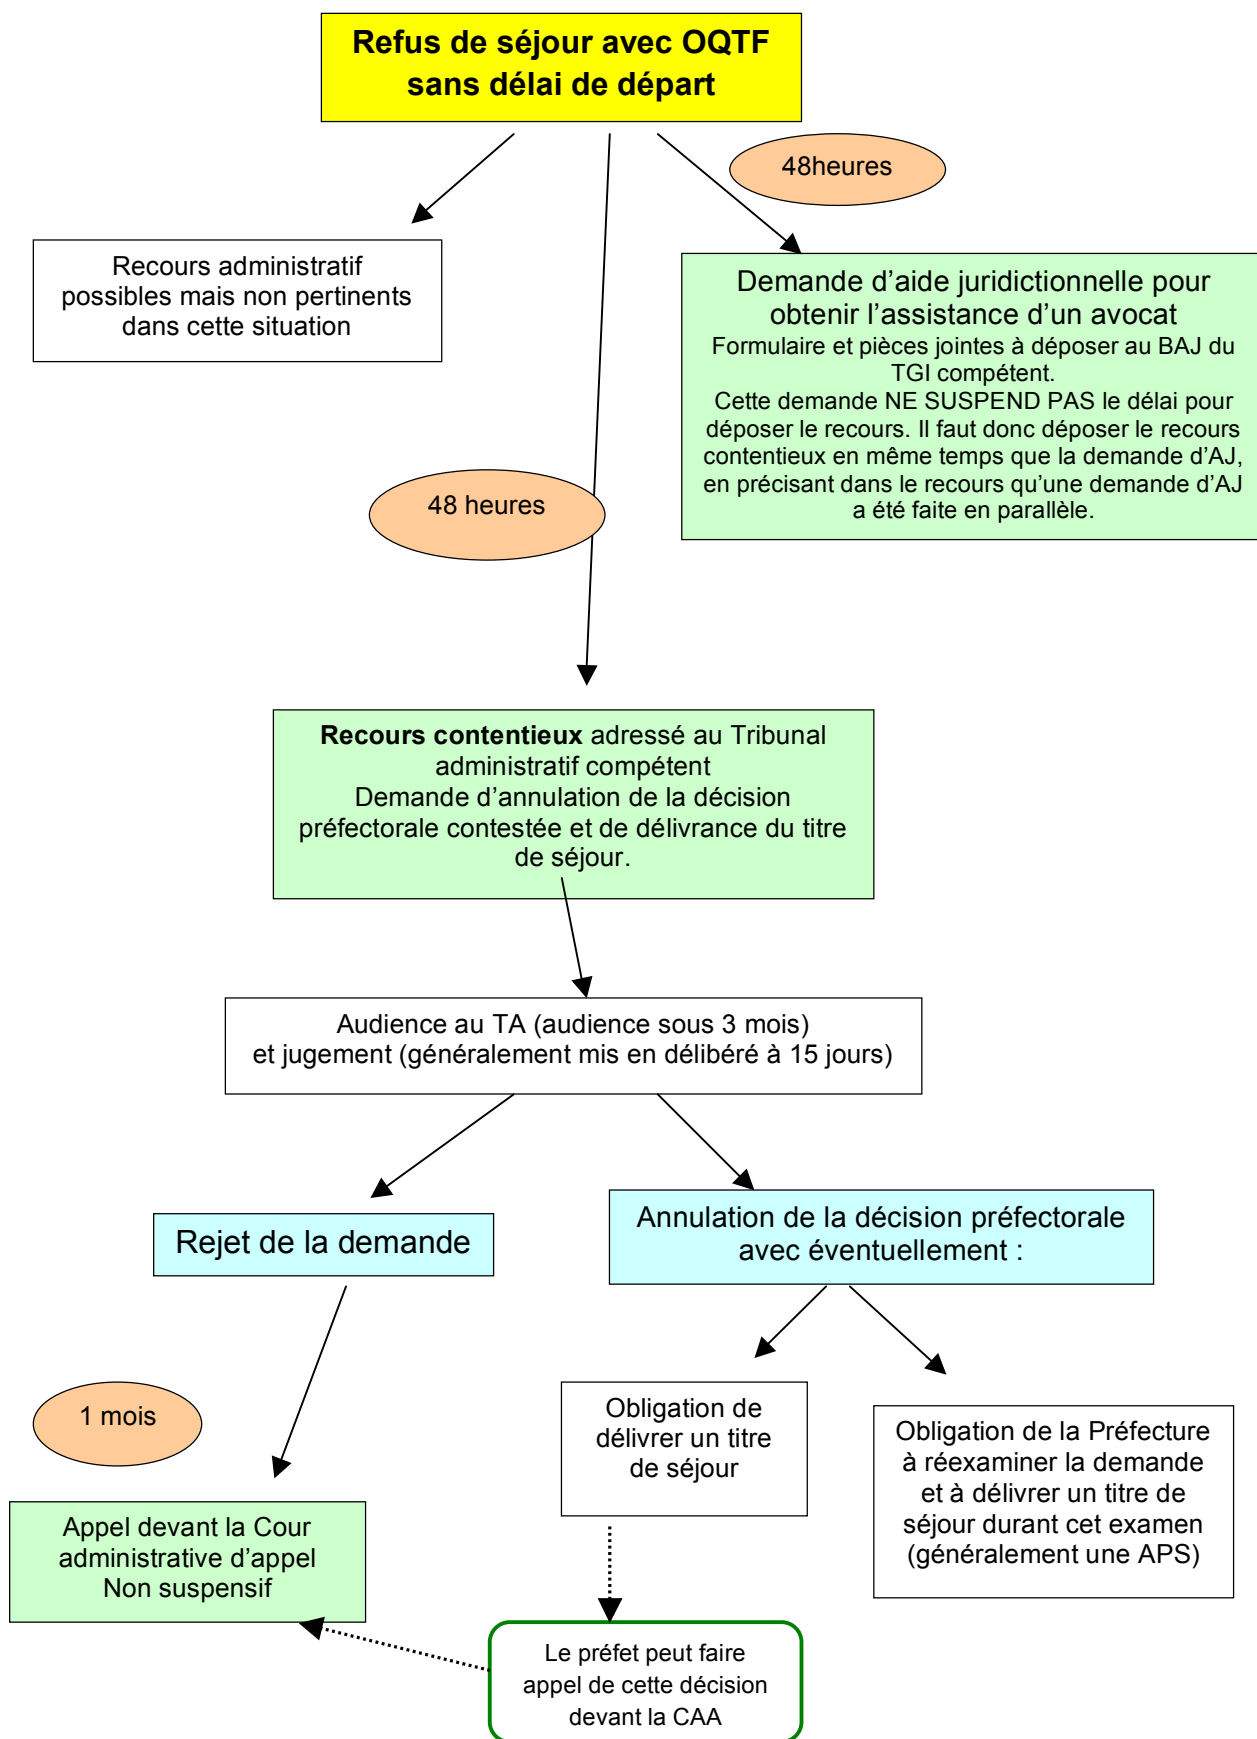 Refus de séjour avec OQTF
sans délai de départ
48heures
Recours administratif
possibles mais non pertinents
dans cette situation
Demande d’aide juridictionnelle pour
obtenir l’assistance d’un avocat
Formulaire et pièces jointes à déposer au BAJ du
TGI compétent.
Cette demande NE SUSPEND PAS le délai pour
déposer le recours. Il faut donc déposer le recours
contentieux en même temps que la demande d’AJ,
en précisant dans le recours qu’une demande d’AJ
a été faite en parallèle.
48 heures
Recours contentieux adressé au Tribunal
administratif compétent
Demande d’annulation de la décision
préfectorale contestée et de délivrance du titre
de séjour.
Audience au TA (audience sous 3 mois)
et jugement (généralement mis en délibéré à 15 jours)
Rejet de la demande
Annulation de la décision préfectorale
avec éventuellement :
1 mois
Obligation de
délivrer un titre
de séjour
Obligation de la Préfecture
à réexaminer la demande
et à délivrer un titre de
séjour durant cet examen
(généralement une APS)
Appel devant la Cour
administrative d’appel
Non suspensif
Le préfet peut faire
appel de cette décision
devant la CAA